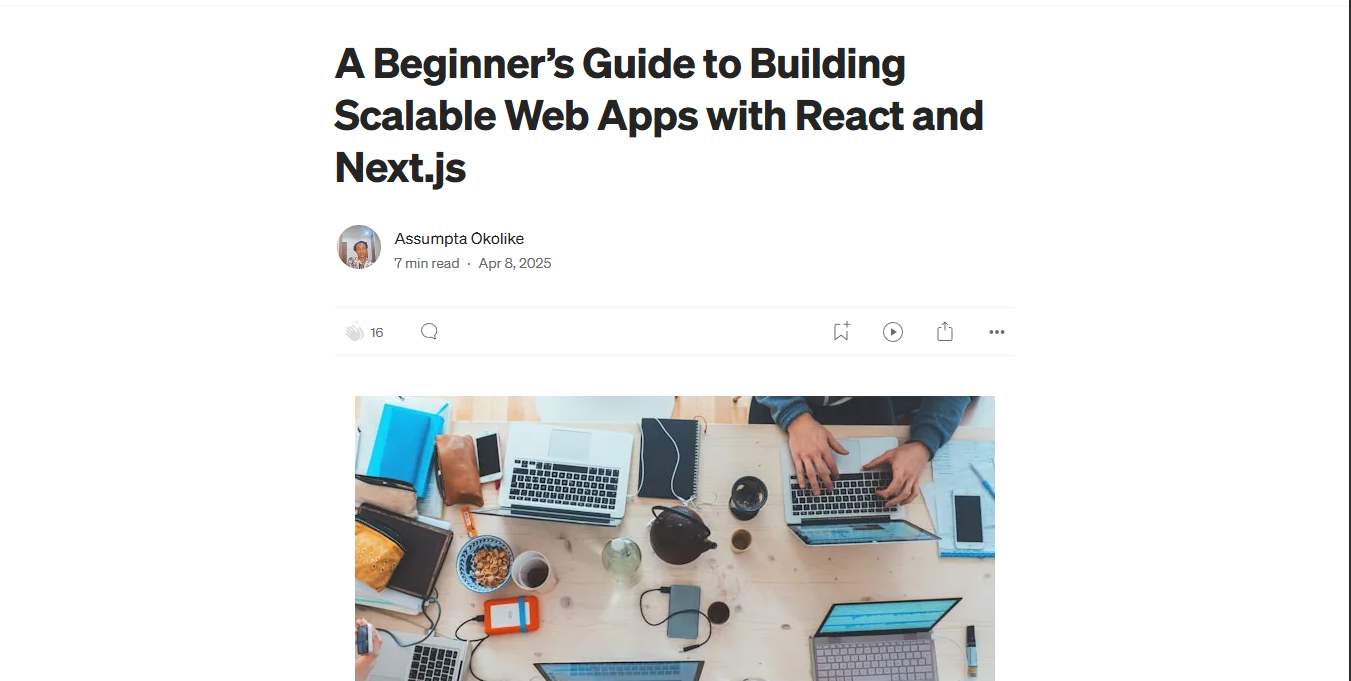 A Beginner’s Guide to Building
Scalable Web Apps with React and
Next.js
Assumpta Okolike
7 min read · Apr 8, 2025
16